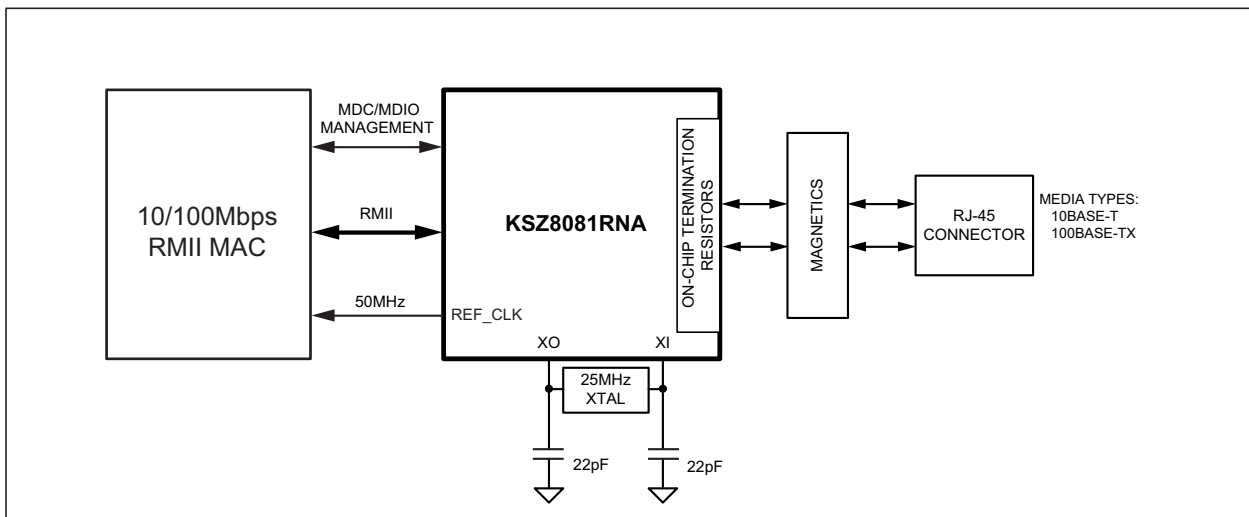 MDC/MDIO
MANAGEMENT
10/100Mbps
RMII MAC
RMII
50MHz
KSZ8081RNA
REF_CLK
XO
XI
ON-CHIP TERMINATION
RESISTORS
MAGNETICS
RJ-45
CONNECTOR
MEDIA TYPES:
10BASE-T
100BASE-TX
25MHz
XTAL
22pF
22pF